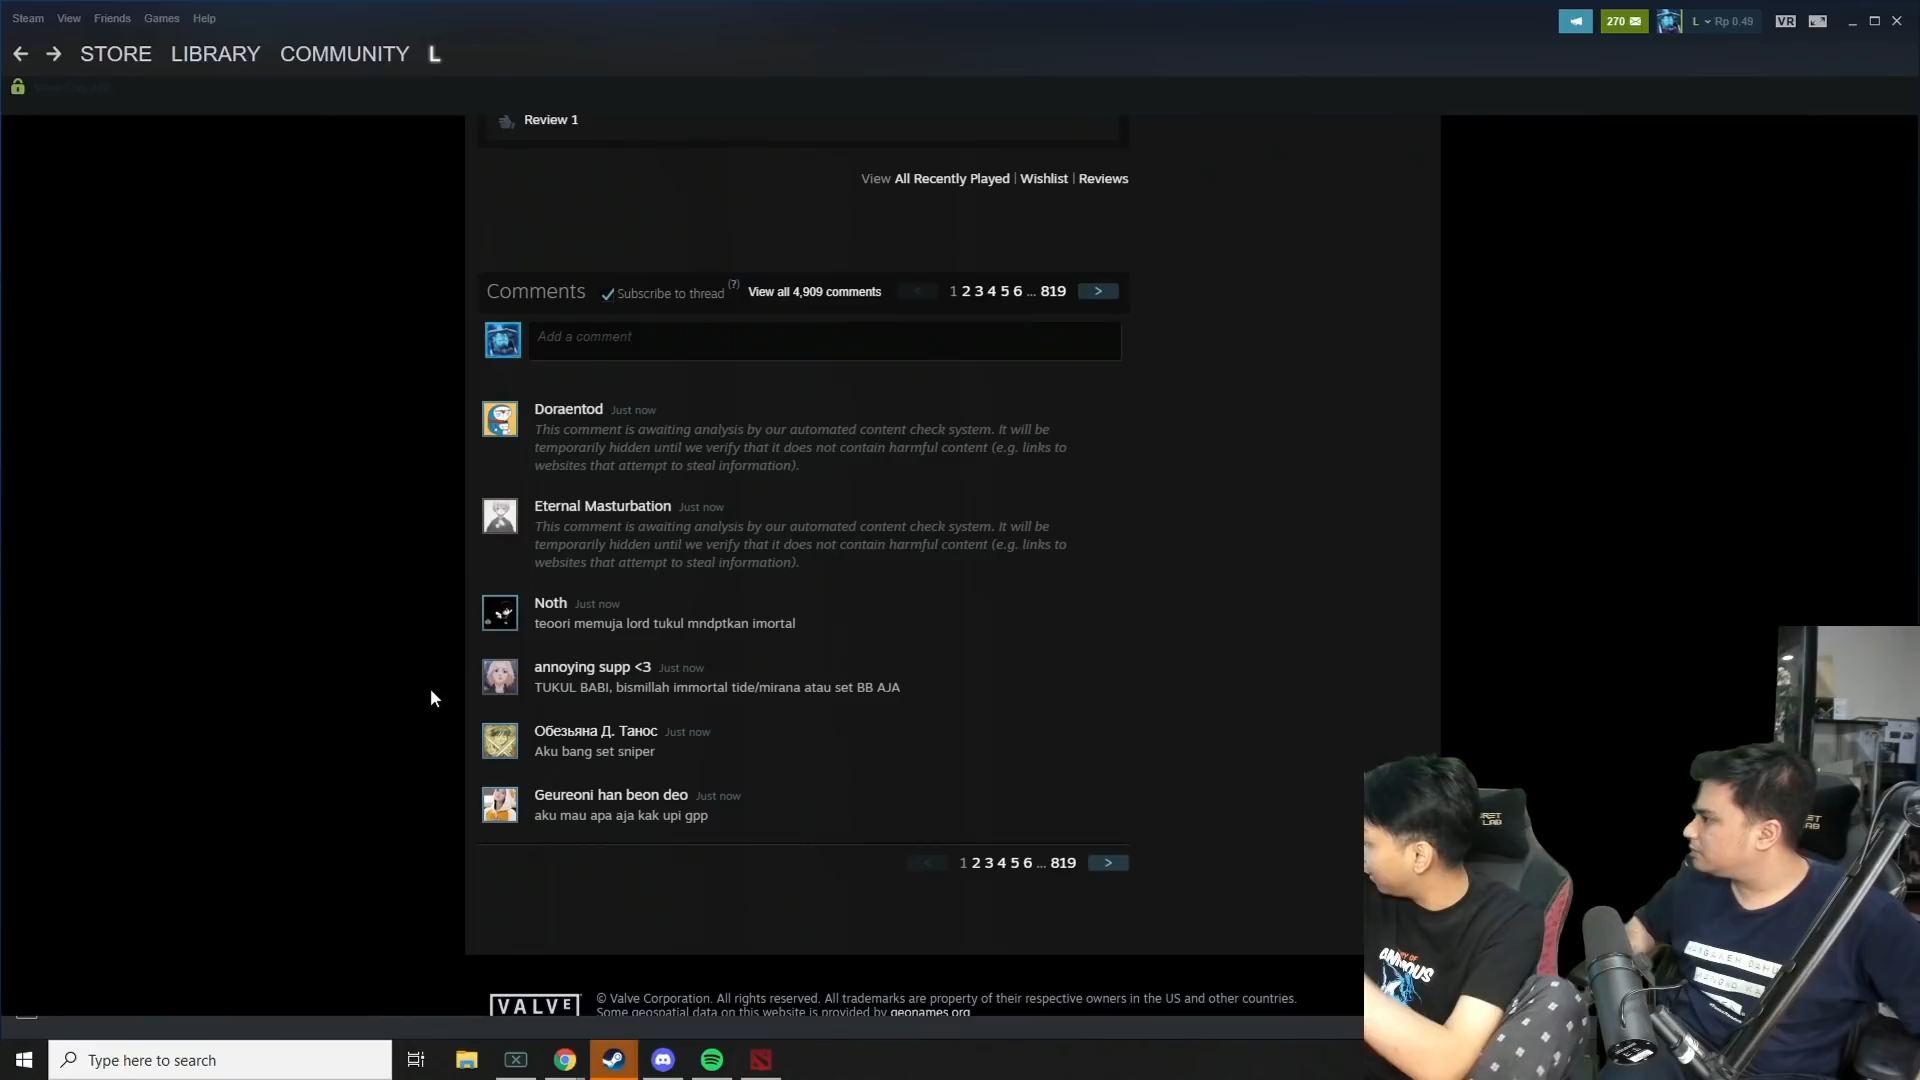 Steam View Friends Games Help
270 L Rp 0.49 VR
STORE LIBRARY COMMUNITY L
Review 1
View All Recently Played | Wishlist | Reviews
Comments Subscribe to thread (?) View all 4,909 comments < 1 2 3 4 5 6 ... 819 >
Add a comment
Doraentod Just now
This comment is awaiting analysis by our automated content check system. It will be
temporarily hidden until we verify that it does not contain harmful content (e.g. links to
websites that attempt to steal information).
Eternal Masturbation Just now
This comment is awaiting analysis by our automated content check system. It will be
temporarily hidden until we verify that it does not contain harmful content (e.g. links to
websites that attempt to steal information).
Noth Just now
teoori memuja lord tukul mndptkan imortal
annoying supp <3 Just now
TUKUL BABI, bismillah immortal tide/mirana atau set BB AJA
Обезьяна Д. Танос Just now
Aku bang set sniper
Geureoni han beon deo Just now
aku mau apa aja kak upi gpp
< 1 2 3 4 5 6 ... 819 >
VALVE
© Valve Corporation. All rights reserved. All trademarks are property of their respective owners in the US and other countries.
Some geospatial data on this website is provided by geonames.org
Type here to search